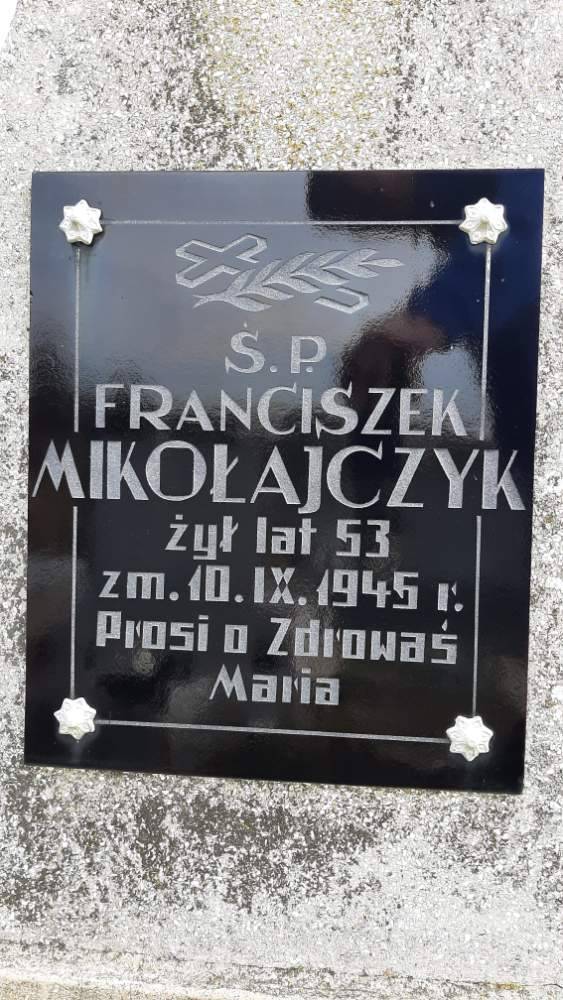 Ś.P.
FRANCISZEK
MIKOŁAJCZYK
żył lat 53
zm. 10. IX. 1945 r.
Prosi o Zdrowaś
Maria